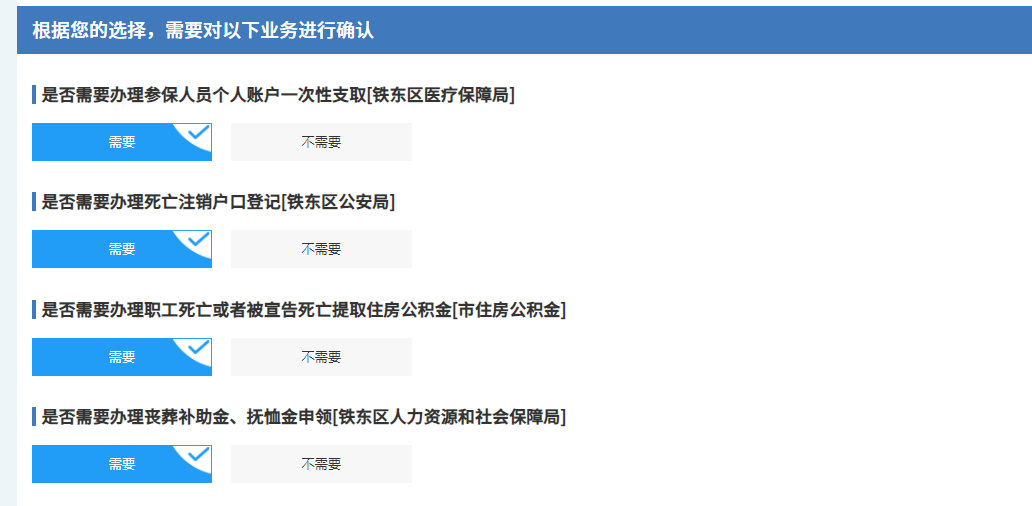 根据您的选择，需要对以下业务进行确认
是否需要办理参保人员个人账户一次性支取[铁东区医疗保障局]
需要 不需要
是否需要办理死亡注销户口登记[铁东区公安局]
需要 不需要
是否需要办理职工死亡或者被宣告死亡提取住房公积金[市住房公积金]
需要 不需要
是否需要办理丧葬补助金、抚恤金申领[铁东区人力资源和社会保障局]
需要 不需要